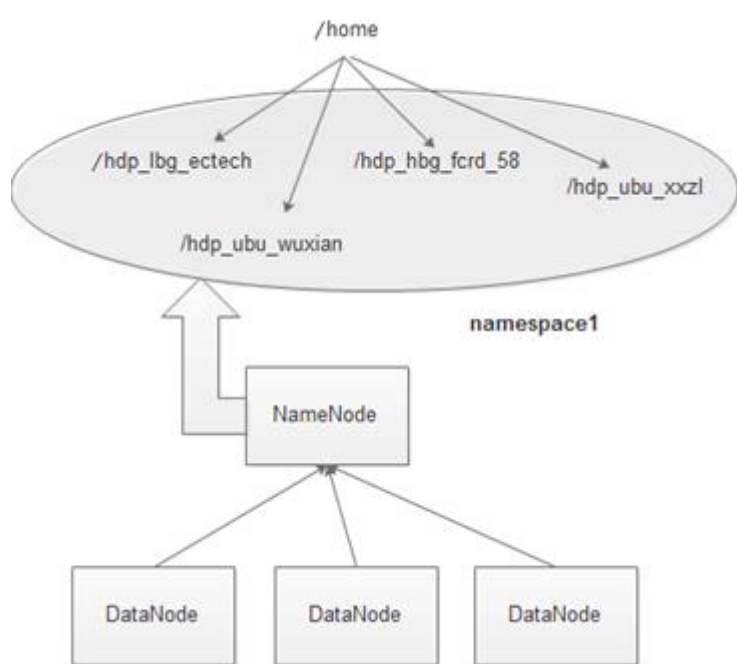 /home
/hdp_lbg_ectech
/hdp_hbg_fcrd_58
/hdp_ubu_xxzl
/hdp_ubu_wuxian
namespace1
NameNode
DataNode
DataNode
DataNode